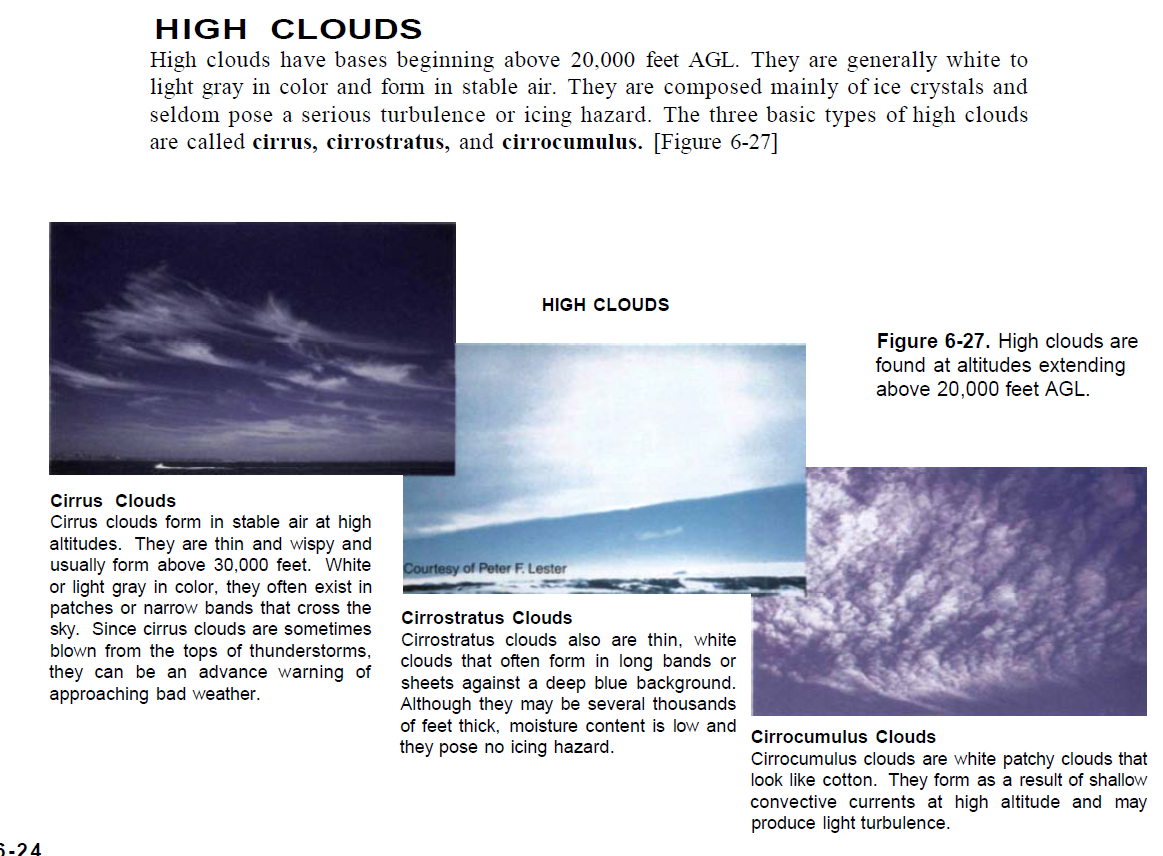 HIGH CLOUDS
High clouds have bases beginning above 20,000 feet AGL. They are generally white to
light gray in color and form in stable air. They are composed mainly of ice crystals and
seldom pose a serious turbulence or icing hazard. The three basic types of high clouds
are called cirrus, cirrostratus, and cirrocumulus. [Figure 6-27]
HIGH CLOUDS
Figure 6-27. High clouds are
found at altitudes extending
above 20,000 feet AGL.
Cirrus Clouds
Cirrus clouds form in stable air at high
altitudes. They are thin and wispy and
usually form above 30,000 feet. White
or light gray in color, they often exist in
patches or narrow bands that cross the
sky. Since cirrus clouds are sometimes
blown from the tops of thunderstorms,
they can be an advance warning of
approaching bad weather.
Courtesy of Peter F. Lester
Cirrostratus Clouds
Cirrostratus clouds also are thin, white
clouds that often form in long bands or
sheets against a deep blue background.
Although they may be several thousands
of feet thick, moisture content is low and
they pose no icing hazard.
Cirrocumulus Clouds
Cirrocumulus clouds are white patchy clouds that
look like cotton. They form as a result of shallow
convective currents at high altitude and may
produce light turbulence.
6-24